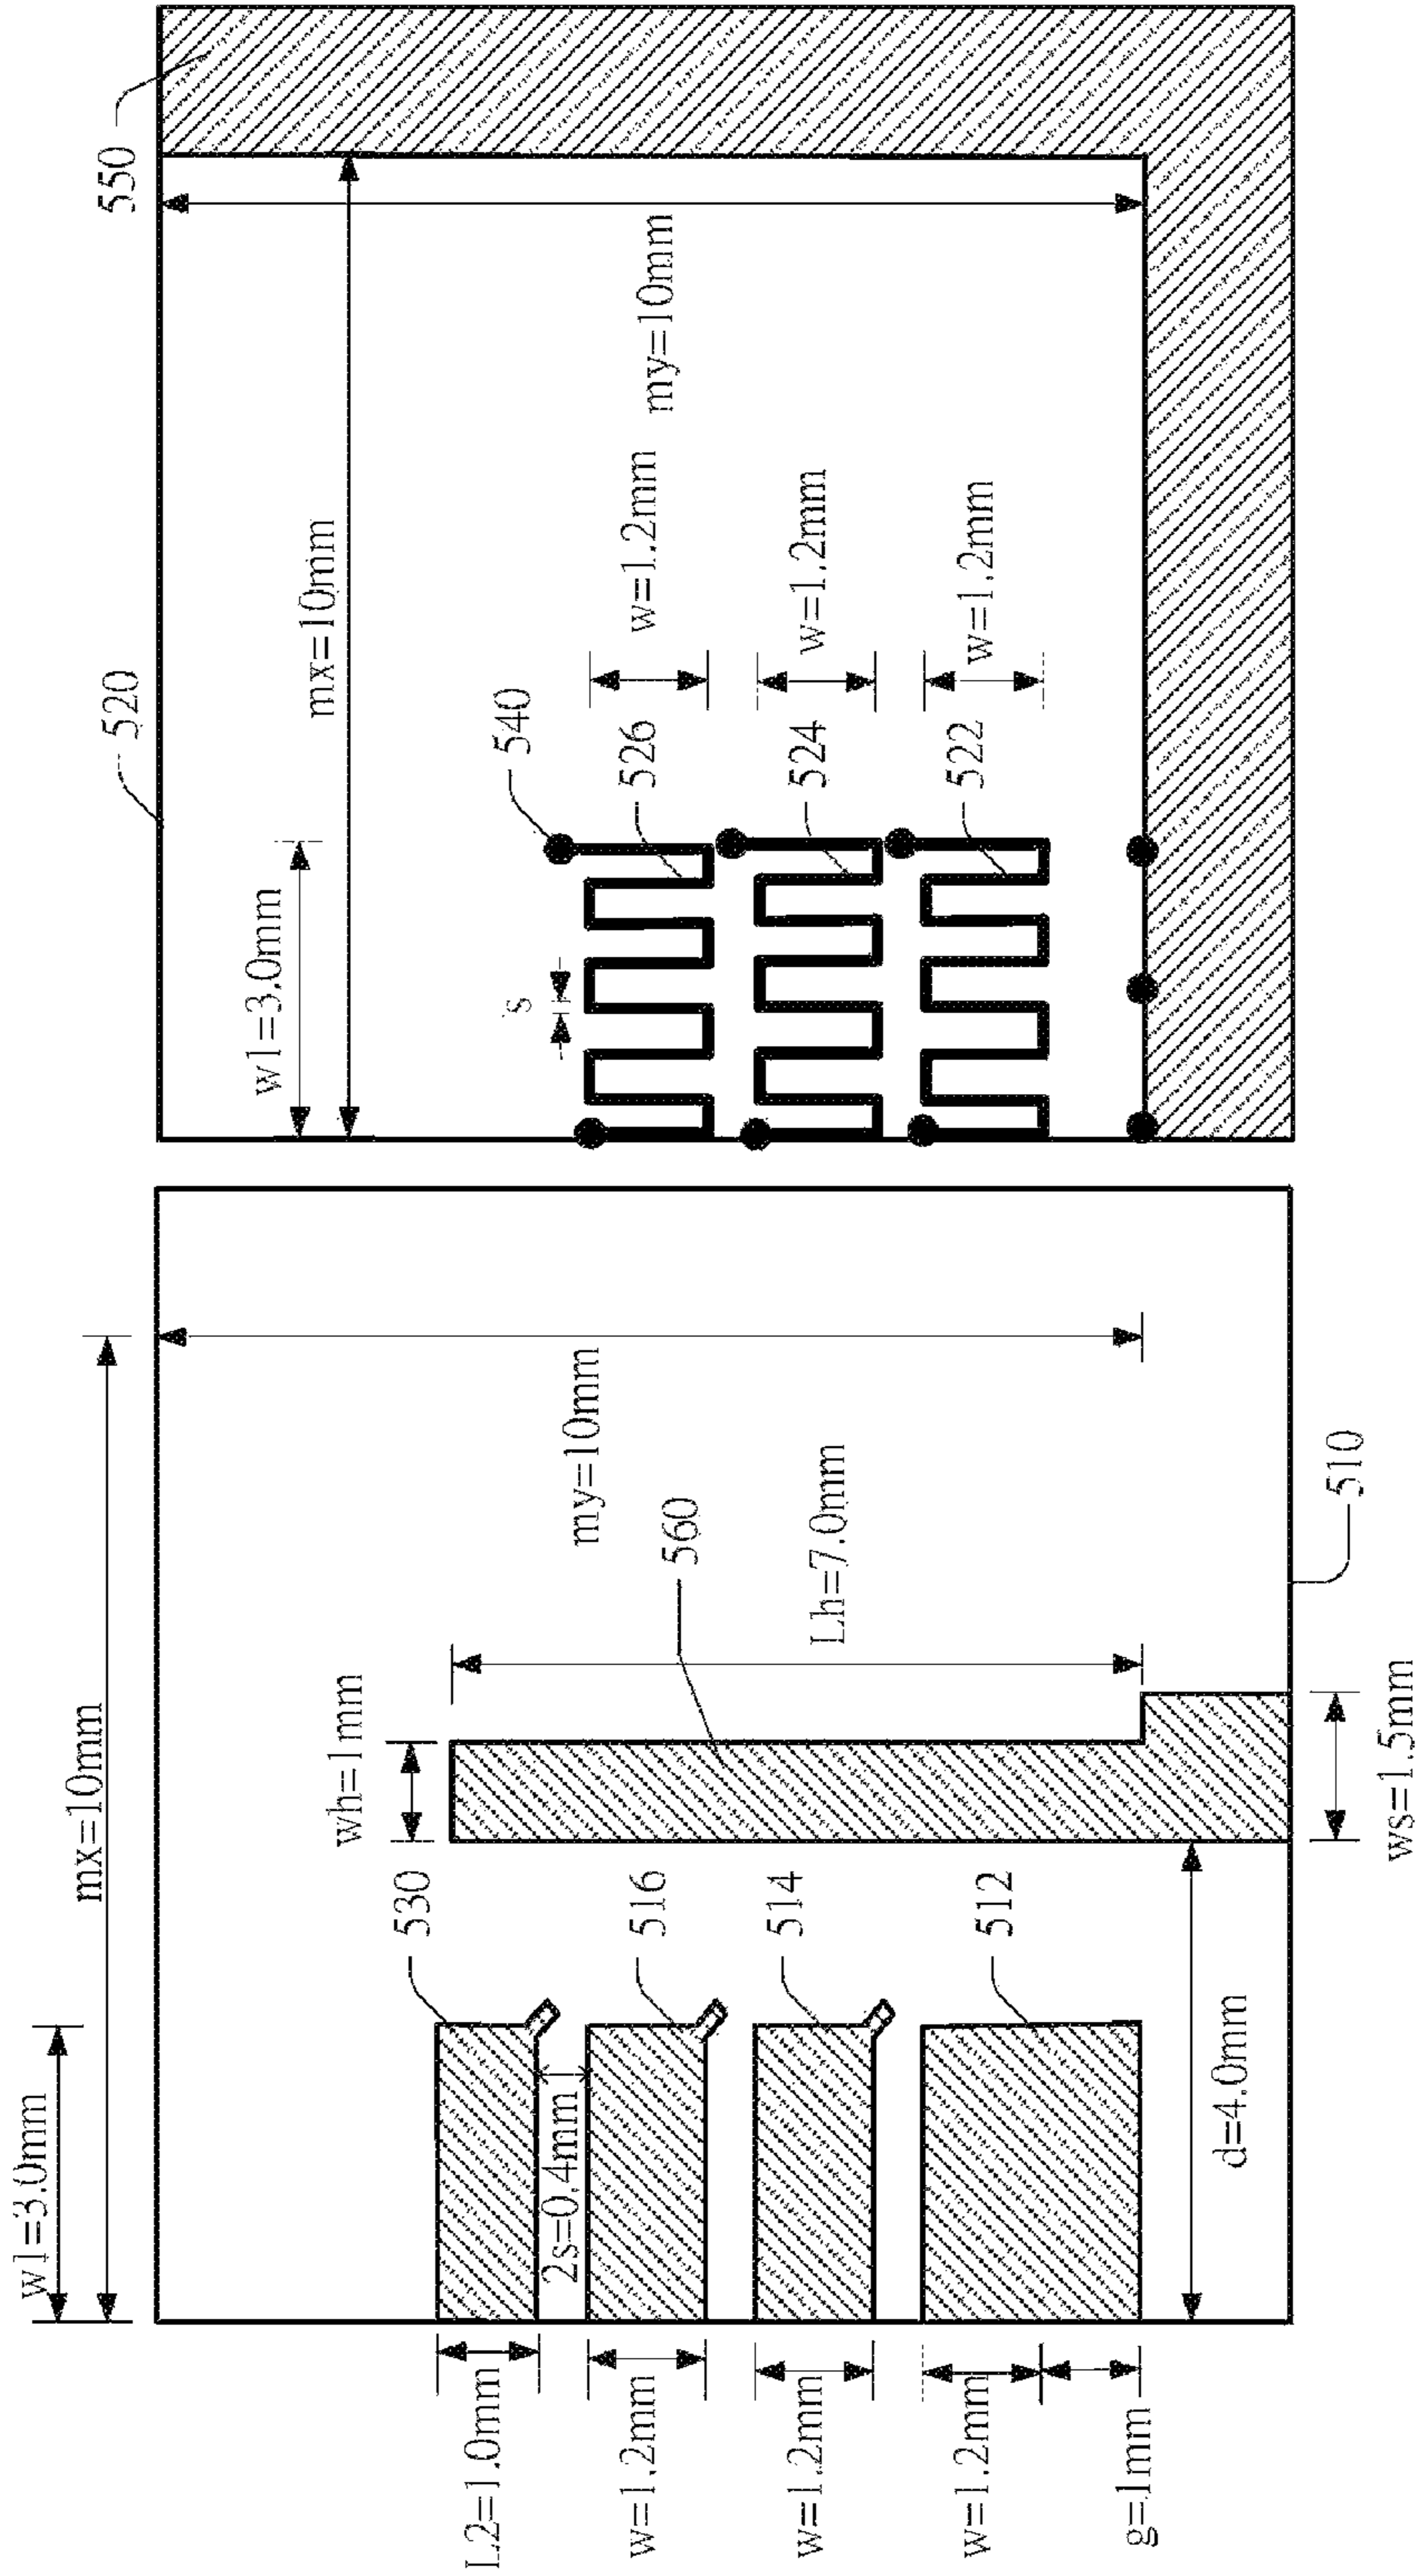 w1=3.0mm
mx=10mm
my=10mm
wh=1mm
Lh=7.0mm
560
530
516
514
512
2s=0.4mm
d=4.0mm
L2=1.0mm
w=1.2mm
w=1.2mm
w=1.2mm
g=1mm
ws=1.5mm
510
520
550
mx=10mm
my=10mm
w1=3.0mm
s
540
526
524
522
w=1.2mm
w=1.2mm
w=1.2mm